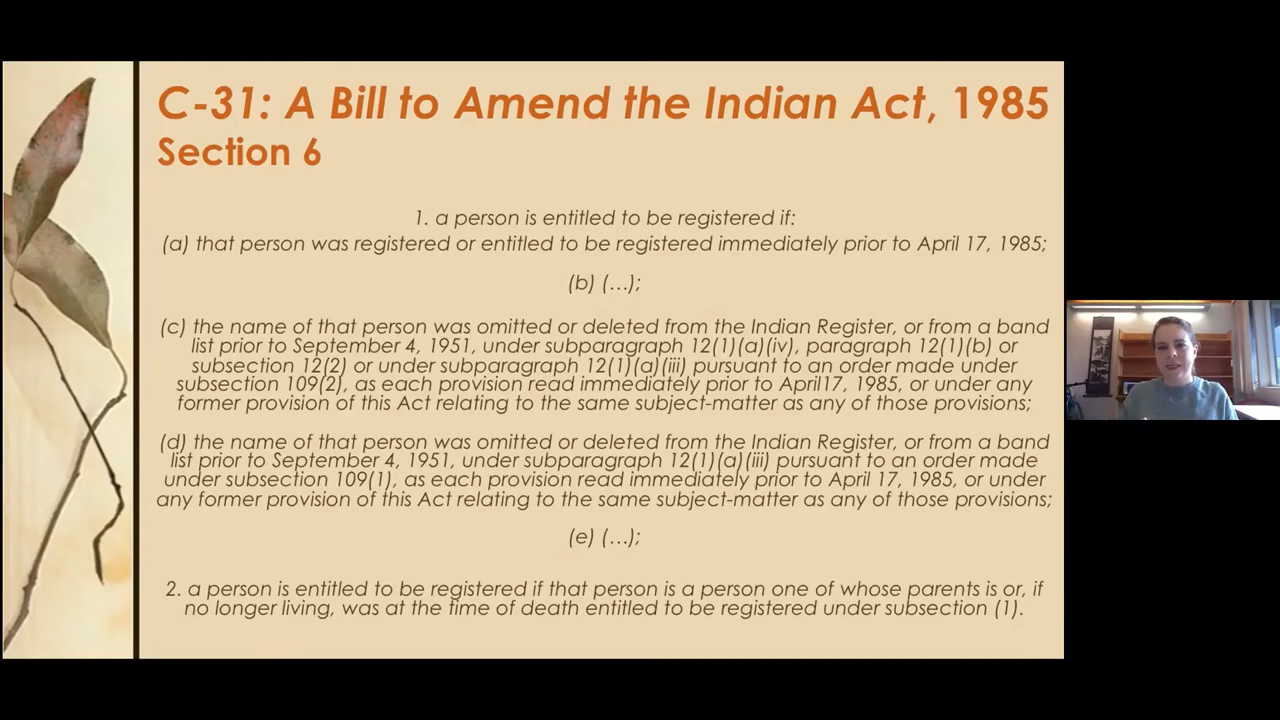 C-31: A Bill to Amend the Indian Act, 1985
Section 6
1. a person is entitled to be registered if:
(a) that person was registered or entitled to be registered immediately prior to April 17, 1985;
(b) (...);
(c) the name of that person was omitted or deleted from the Indian Register, or from a band
list prior to September 4, 1951, under subparagraph 12(1)(a)(iv), paragraph 12(1)(b) or
subsection 12(2) or under subparagraph 12(1)(a)(iii) pursuant to an order made under
subsection 109(2), as each provision read immediately prior to April17, 1985, or under any
former provision of this Act relating to the same subject-matter as any of those provisions;
(d) the name of that person was omitted or deleted from the Indian Register, or from a band
list prior to September 4, 1951, under subparagraph 12(1)(a)(iii) pursuant to an order made
under subsection 109(1), as each provision read immediately prior to April 17, 1985, or under
any former provision of this Act relating to the same subject-matter as any of those provisions;
(e) (...);
2. a person is entitled to be registered if that person is a person one of whose parents is or, if
no longer living, was at the time of death entitled to be registered under subsection (1).